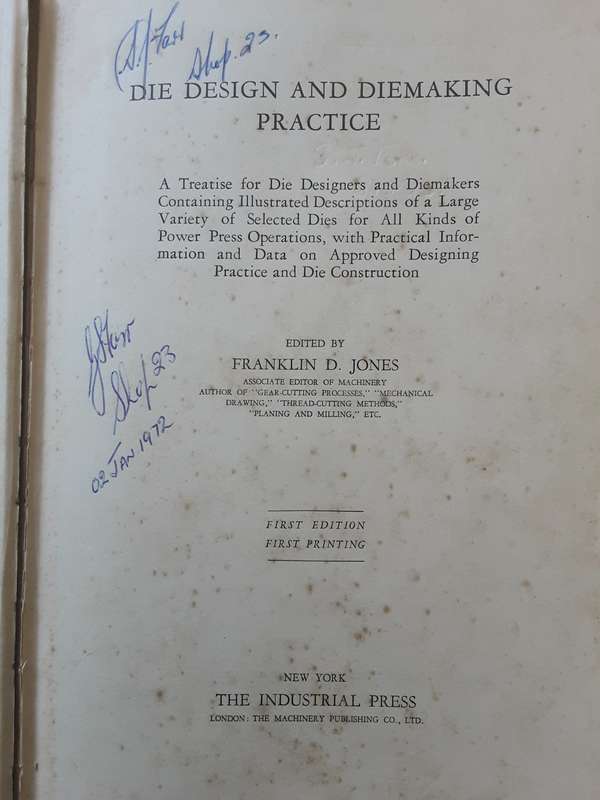 Shop. 23.
DIE DESIGN AND DIEMAKING
PRACTICE
A Treatise for Die Designers and Diemakers
Containing Illustrated Descriptions of a Large
Variety of Selected Dies for All Kinds of
Power Press Operations, with Practical Infor-
mation and Data on Approved Designing
Practice and Die Construction
EDITED BY
FRANKLIN D. JONES
ASSOCIATE EDITOR OF MACHINERY
AUTHOR OF "GEAR-CUTTING PROCESSES," "MECHANICAL
DRAWING," "THREAD-CUTTING METHODS,"
"PLANING AND MILLING," ETC.
Shop 23
02 JAN 1972
FIRST EDITION
FIRST PRINTING
NEW YORK
THE INDUSTRIAL PRESS
LONDON: THE MACHINERY PUBLISHING CO., LTD.